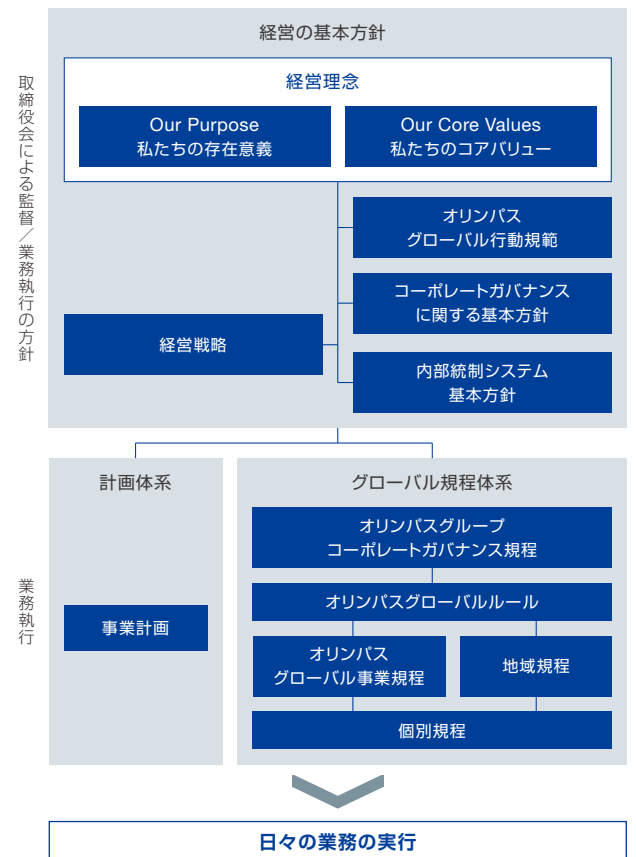 経営の基本方針
経営理念
Our Purpose
私たちの存在意義
Our Core Values
私たちのコアバリュー
オリンパス
グローバル行動規範
コーポレートガバナンス
に関する基本方針
経営戦略
内部統制システム
基本方針
取締役会による監督／業務執行の方針
計画体系
事業計画
グローバル規程体系
オリンパスグループ
コーポレートガバナンス規程
オリンパスグローバルルール
オリンパス
グローバル事業規程
地域規程
個別規程
業務執行
日々の業務の実行